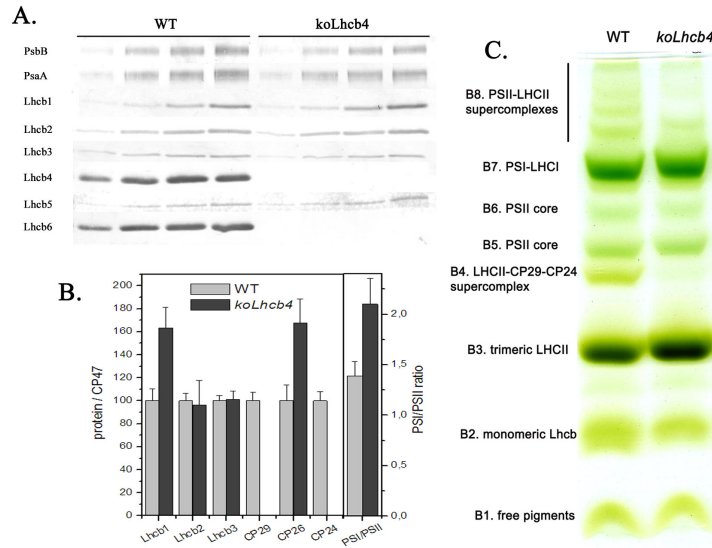 A.
WT
koLhcb4
PsbB
PsaA
Lhcb1
Lhcb2
Lhcb3
Lhcb4
Lhcb5
Lhcb6
B.
WT
koLhcb4
protein / CP47
200
180
160
140
120
100
80
60
40
20
0
PSI/PSII ratio
2,0
1,5
1,0
0,5
0,0
Lhcb1
Lhcb2
Lhcb3
CP29
CP26
CP24
PSI/PSII
C.
WT
koLhcb4
B8. PSII-LHCII
supercomplexes
B7. PSI-LHCI
B6. PSII core
B5. PSII core
B4. LHCII-CP29-CP24
supercomplex
B3. trimeric LHCII
B2. monomeric Lhcb
B1. free pigments